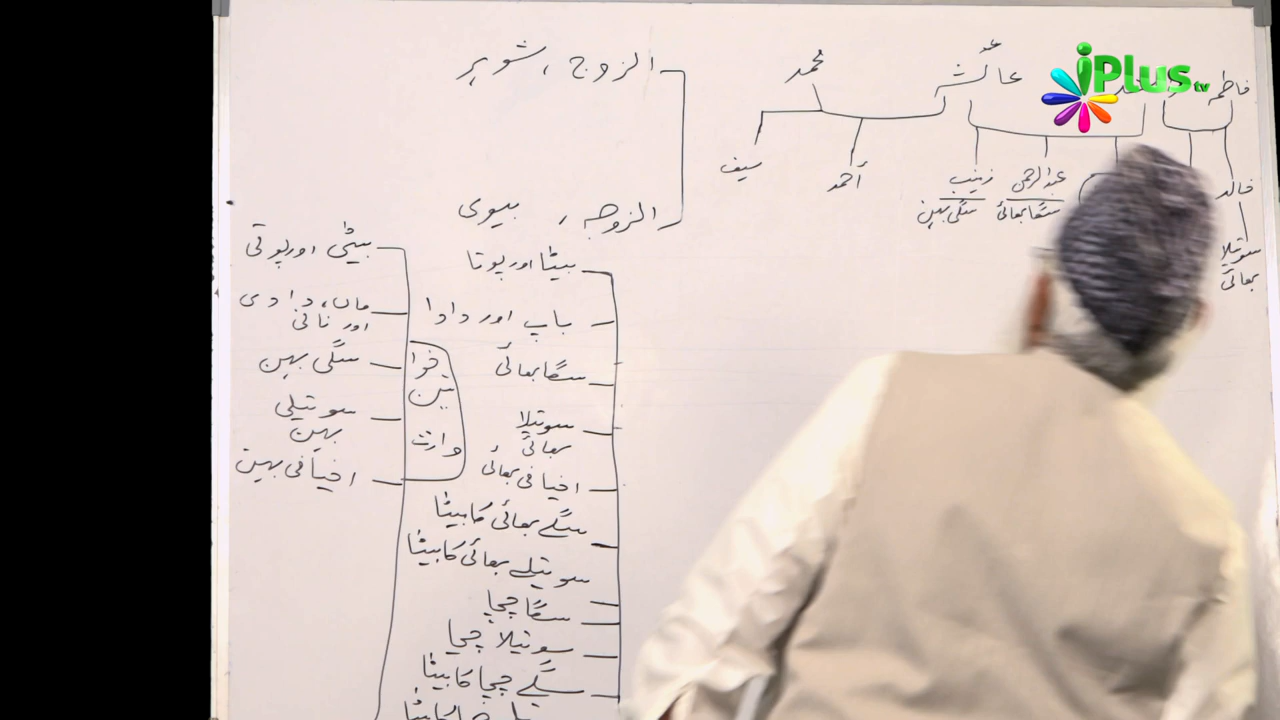 iPlus tv
فاطمہ
عائشہ
محمد
خالد
سوتیلا
بھائی
زینب
سگی بہن
عبدالرحمن
سگا بھائی
أحمد
سیف
الزوج، شوہر
الزوجہ، بیوی
بیٹا اور پوتا
باپ اور دادا
سگا بھائی
سوتیلا
بھائی
اخیافی بھائی
سگے بھائی کا بیٹا
سوتیلے بھائی کا بیٹا
سگا چچا
سوتیلا چچا
سگے چچا کا بیٹا
خوا
تین
وارث
بیٹی اور پوتی
ماں، دادی
اور نانی
سگی بہن
سوتیلی
بہن
اخیافی بہن